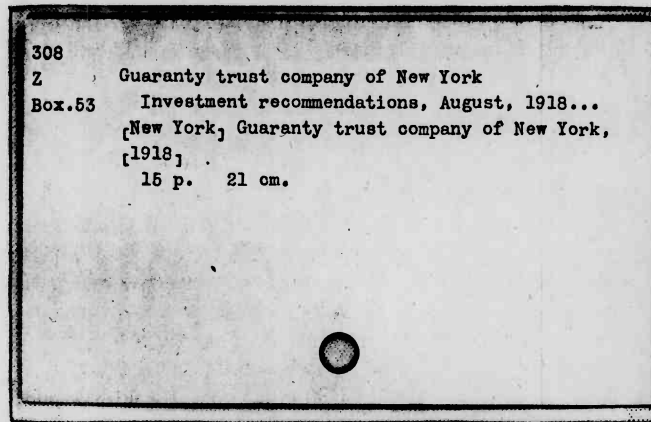 308
Z Guaranty trust company of New York
Box.53 Investment recommendations, August, 1918...
[New York] Guaranty trust company of New York,
[1918]
15 p. 21 cm.